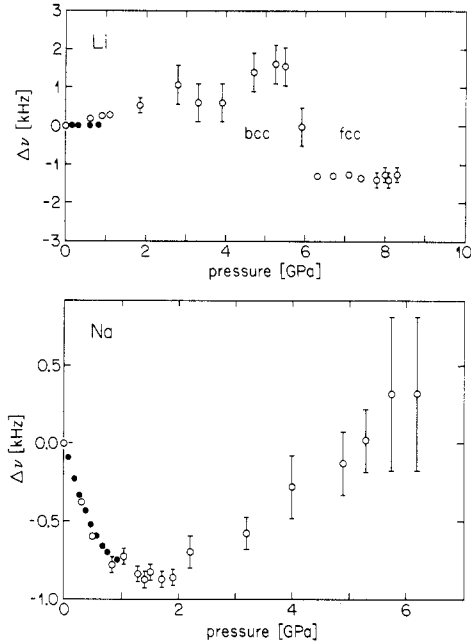 Li
3
2
1
0
-1
-2
-3
Δν [kHz]
bcc
fcc
0
2
4
6
8
10
pressure [GPa]
Na
0.5
0.0
-0.5
-1.0
Δν [kHz]
0
2
4
6
pressure [GPa]